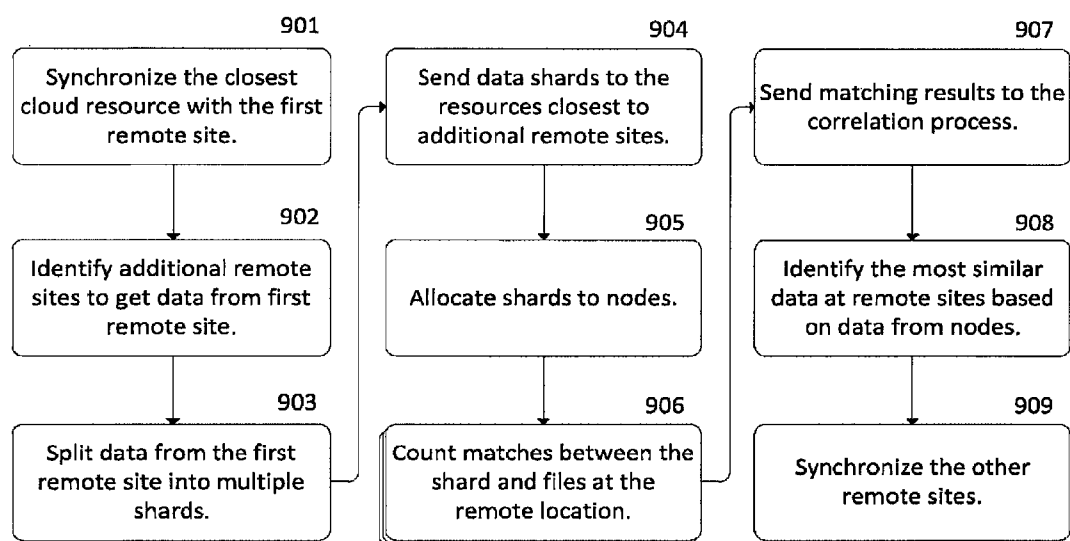 901
Synchronize the closest
cloud resource with the first
remote site.
902
Identify additional remote
sites to get data from first
remote site.
903
Split data from the first
remote site into multiple
shards.
904
Send data shards to the
resources closest to
additional remote sites.
905
Allocate shards to nodes.
906
Count matches between the
shard and files at the
remote location.
907
Send matching results to the
correlation process.
908
Identify the most similar
data at remote sites based
on data from nodes.
909
Synchronize the other
remote sites.